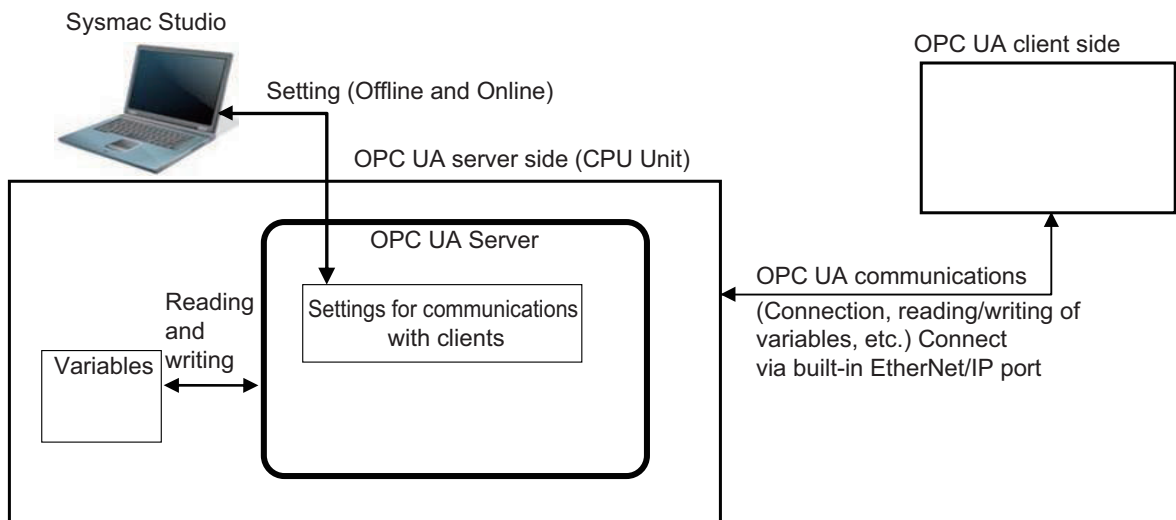 Sysmac Studio
OPC UA client side
Setting (Offline and Online)
OPC UA server side (CPU Unit)
OPC UA Server
Settings for communications
with clients
Reading
and
writing
Variables
OPC UA communications
(Connection, reading/writing of
variables, etc.) Connect
via built-in EtherNet/IP port